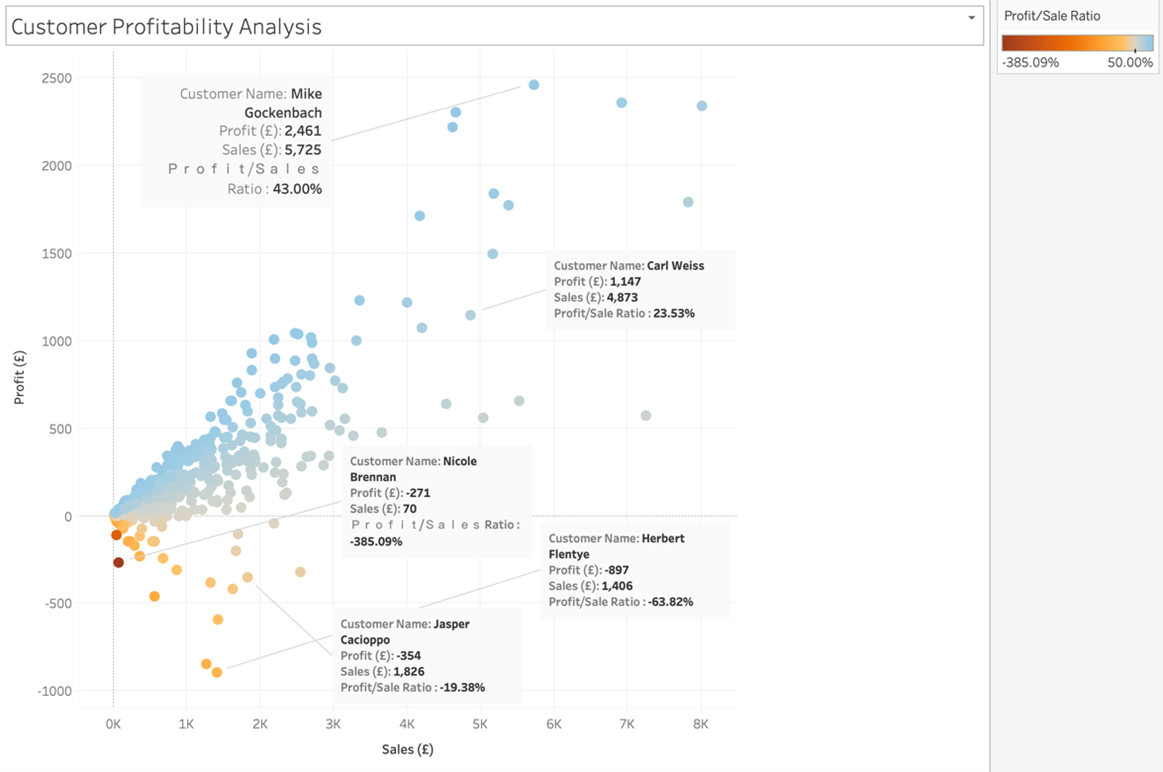 Customer Profitability Analysis
Profit/Sale Ratio
-385.09% 50.00%
Profit (£)
2500
2000
1500
1000
500
0
-500
-1000
Customer Name: Mike
Gockenbach
Profit (£): 2,461
Sales (£): 5,725
Profit/Sales
Ratio : 43.00%
Customer Name: Carl Weiss
Profit (£): 1,147
Sales (£): 4,873
Profit/Sale Ratio : 23.53%
Customer Name: Nicole
Brennan
Profit (£): -271
Sales (£): 70
Profit/Sales Ratio :
-385.09%
Customer Name: Herbert
Flentye
Profit (£): -897
Sales (£): 1,406
Profit/Sale Ratio : -63.82%
Customer Name: Jasper
Cacioppo
Profit (£): -354
Sales (£): 1,826
Profit/Sale Ratio : -19.38%
0K 1K 2K 3K 4K 5K 6K 7K 8K
Sales (£)